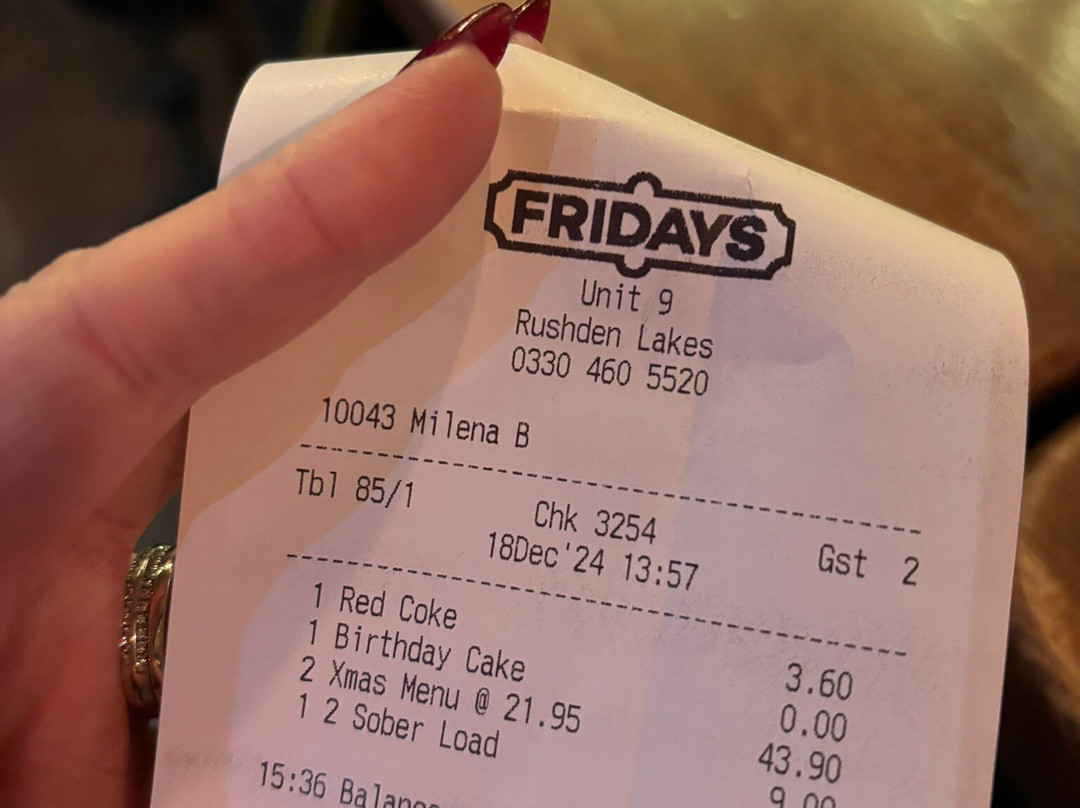 FRIDAYS
Unit 9
Rushden Lakes
0330 460 5520
10043 Milena B
Tbl 85/1 Chk 3254 Gst 2
18Dec'24 13:57
1 Red Coke 3.60
1 Birthday Cake 0.00
2 Xmas Menu @ 21.95 43.90
1 2 Sober Load 9.00
15:36